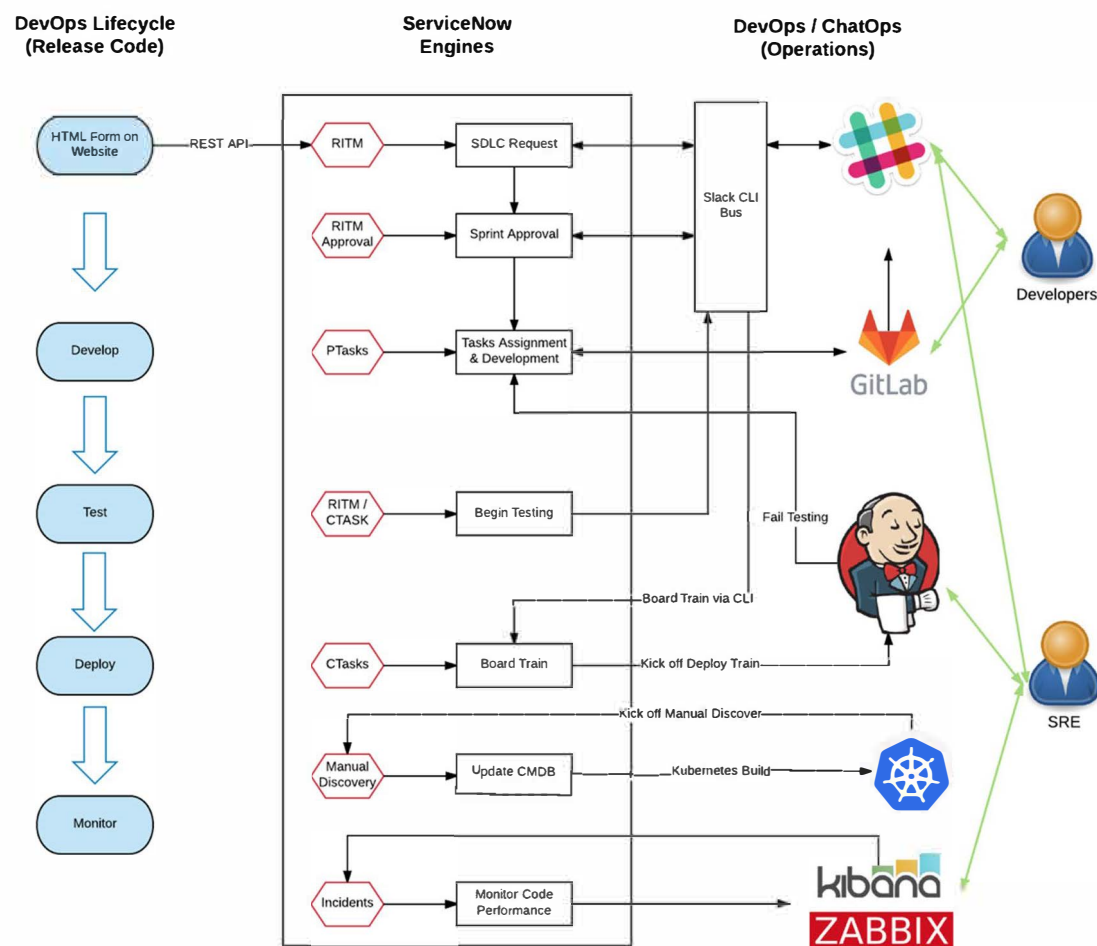 DevOps Lifecycle
(Release Code)
ServiceNow
Engines
DevOps / ChatOps
(Operations)
HTML Form on
Website
REST API
RITM
SDLC Request
Slack CLI
Bus
RITM
Approval
Sprint Approval
Developers
Develop
PTasks
Tasks Assignment
& Development
GitLab
Test
RITM /
CTASK
Begin Testing
Fail Testing
Board Train via CLI
Deploy
CTasks
Board Train
Kick off Deploy Train
SRE
Kick off Manual Discover
Manual
Discovery
Update CMDB
Kubernetes Build
Monitor
Incidents
Monitor Code
Performance
kibana
ZABBIX